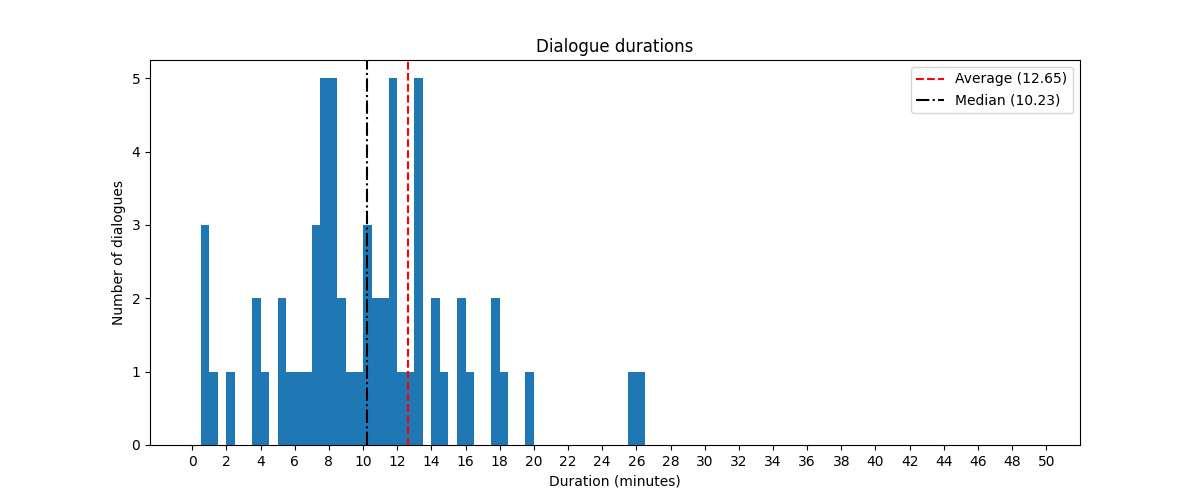 Dialogue durations
Average (12.65)
Median (10.23)
Number of dialogues
5
4
3
2
1
0
0 2 4 6 8 10 12 14 16 18 20 22 24 26 28 30 32 34 36 38 40 42 44 46 48 50
Duration (minutes)